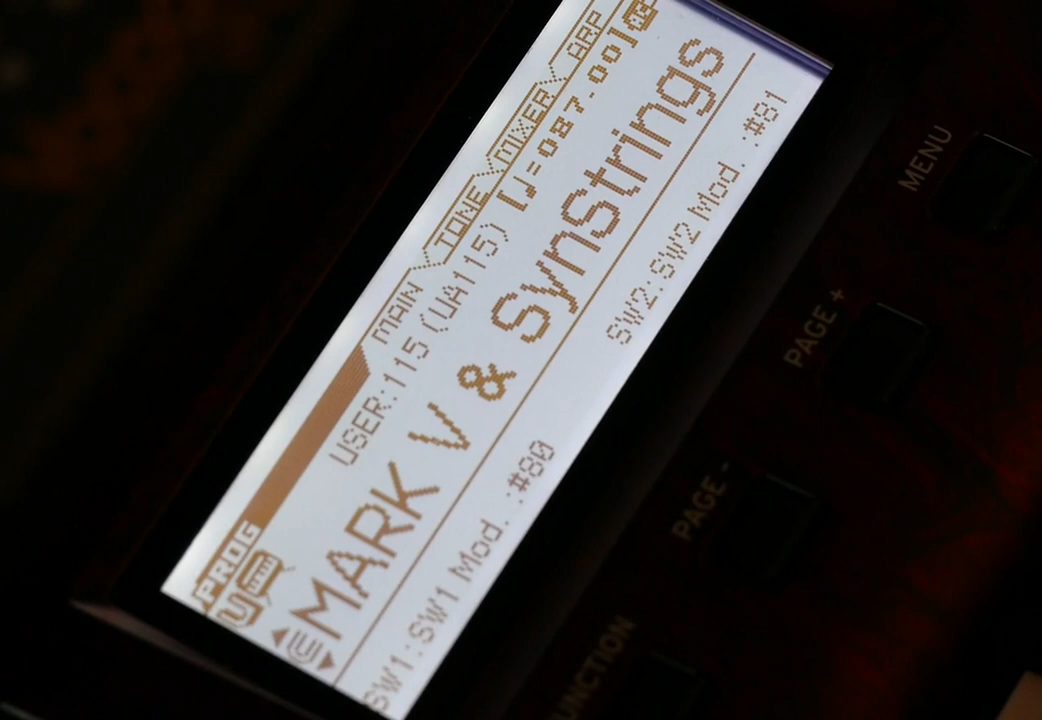 PROG MAIN TONE MIXER ARP
U USER:115 (UA115) [♩=087.00]
MARK V & SynStrings
SW1:SW1 Mod. :#80 SW2:SW2 Mod. :#81
MENU
PAGE +
PAGE -
FUNCTION